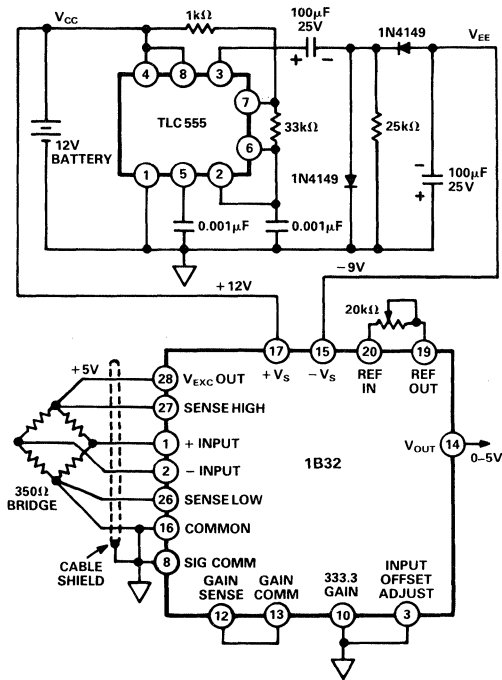 VCC
1kΩ
100μF
25V
+
−
1N4149
VEE
4
8
3
7
TLC555
12V
BATTERY
33kΩ
25kΩ
6
1
5
2
1N4149
−
100μF
25V
+
0.001μF
0.001μF
−9V
+12V
20kΩ
17
15
20
19
+VS
−VS
REF
IN
REF
OUT
+5V
28
VEXC OUT
27
SENSE HIGH
1
+ INPUT
2
− INPUT
1B32
VOUT
14
0–5V
350Ω
BRIDGE
26
SENSE LOW
16
COMMON
8
SIG COMM
CABLE
SHIELD
GAIN
SENSE
GAIN
COMM
333.3
GAIN
INPUT
OFFSET
ADJUST
12
13
10
3